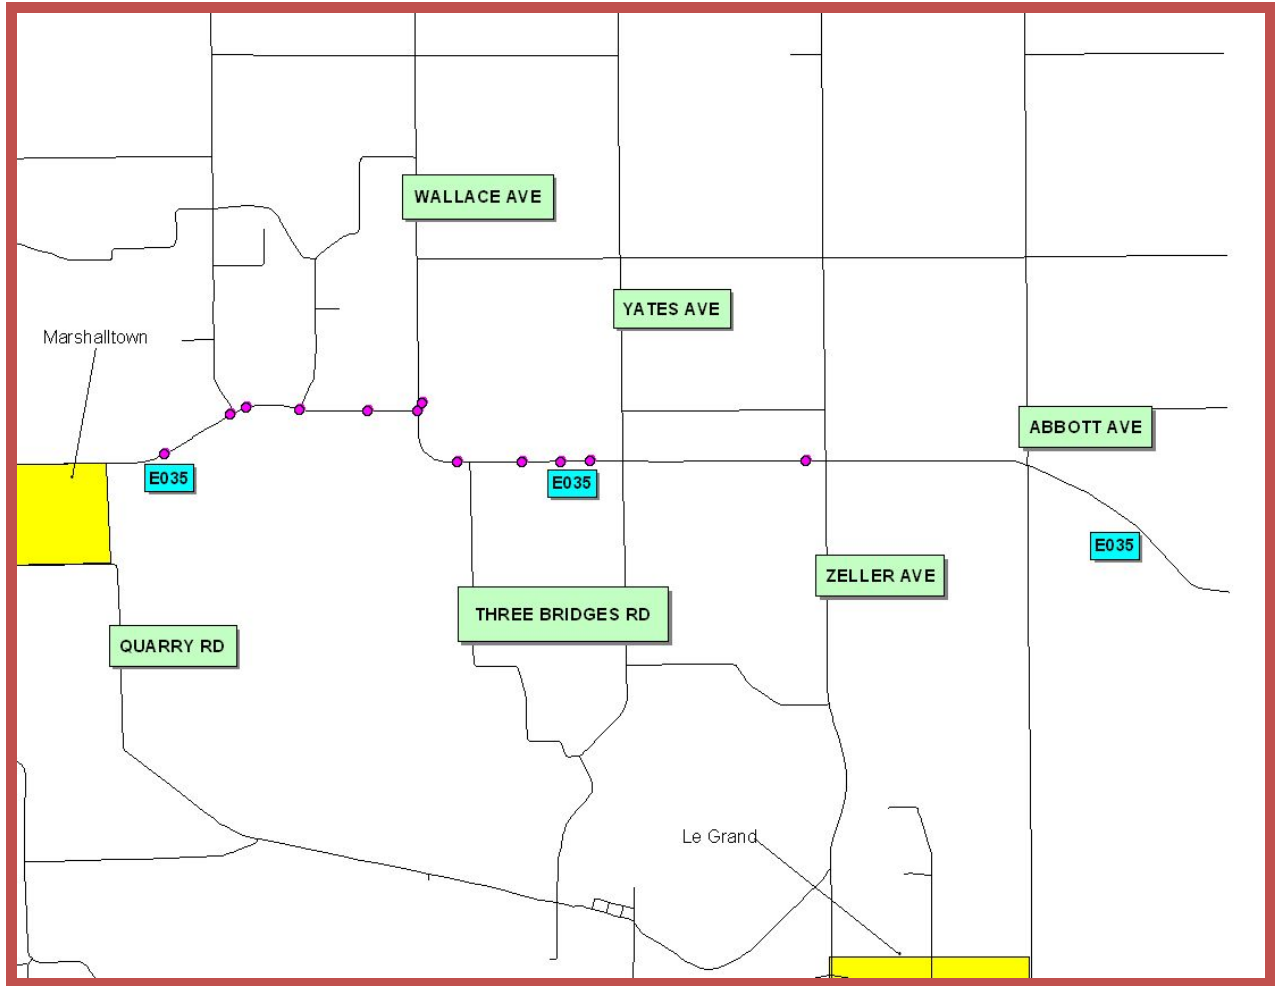 WALLACE AVE
YATES AVE
Marshalltown
ABBOTT AVE
E035
E035
E035
ZELLER AVE
THREE BRIDGES RD
QUARRY RD
Le Grand